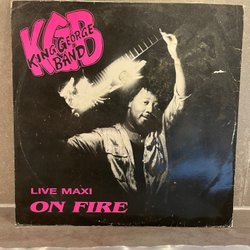 KGB
KING GEORGE
BAND
LIVE MAXI
ON FIRE